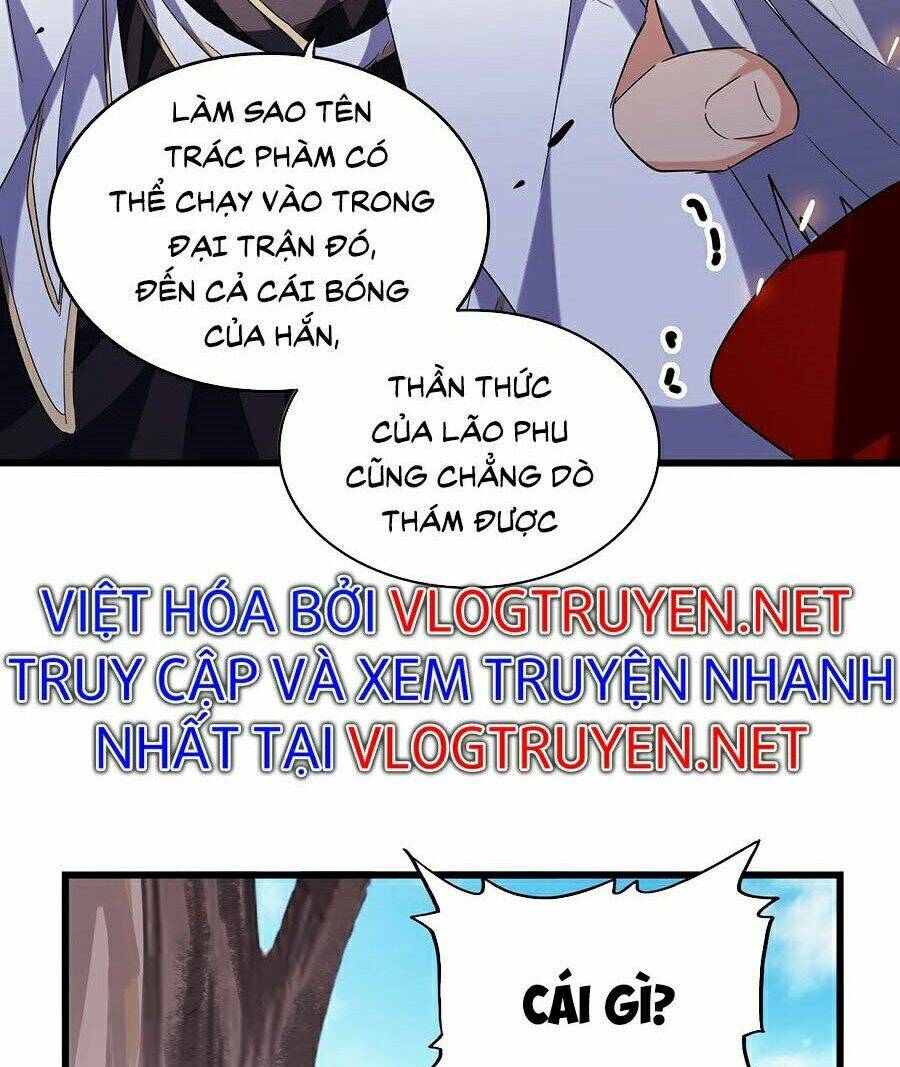 LÀM SAO TÊN
TRÁC PHÀM CÓ
THỂ CHẠY VÀO TRONG
ĐẠI TRẬN ĐÓ,
ĐẾN CẢ CÁI BÓNG
CỦA HẮN,
THẦN THỨC
CỦA LÃO PHU
CŨNG CHẲNG DÒ
THÁM ĐƯỢC
VIỆT HÓA BỞI VLOGTRUYEN.NET
TRUY CẬP VÀ XEM TRUYỆN NHANH
NHẤT TẠI VLOGTRUYEN.NET
CÁI GÌ?